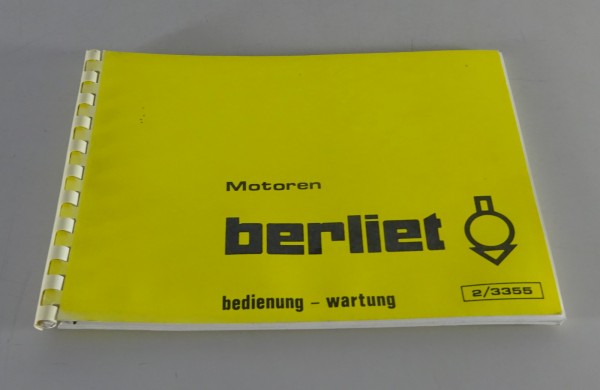 Motoren
berliet
bedienung - wartung
2/3355